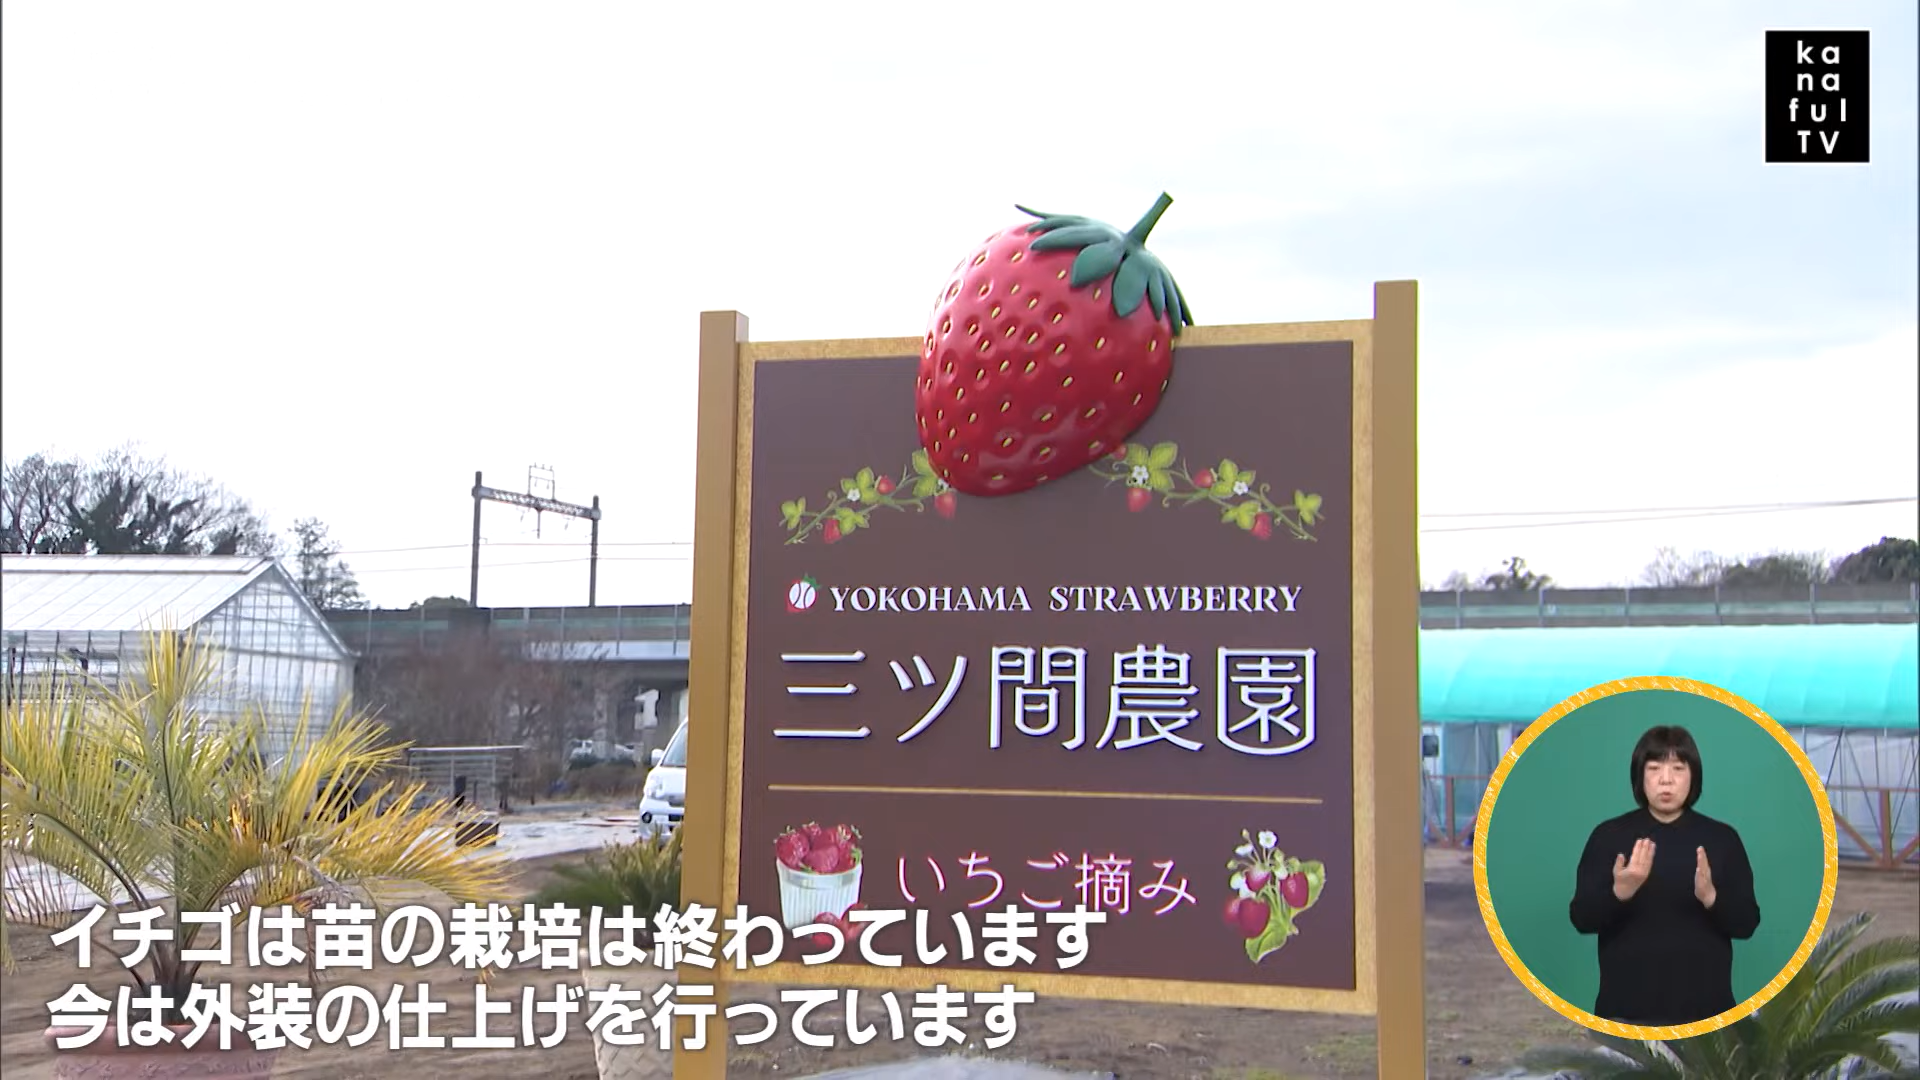 ka
na
ful
TV
YOKOHAMA STRAWBERRY
三ツ間農園
いちご摘み
イチゴは苗の栽培は終わっています
今は外装の仕上げを行っています